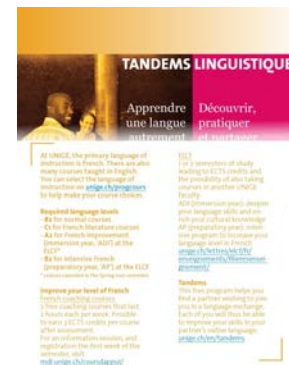 TANDEMS LINGUISTIQUE
Apprendre
une langue
autrement
Découvrir,
pratiquer
et partager
At UNIGE, the primary language of
instruction is French. There are also
many courses taught in English.
You can select the language of
instruction on unige.ch/progcours
to help make your course choices.
Required language levels
B2 for normal courses
C1 for French literature courses
A2 for French improvement
(immersion year, 'ADI') at the
ELCF*
B2 for intensive French
(preparatory year, 'AP') at the ELCF
Improve your level of French
French coaching courses
2 free coaching courses that last
2 hours each per week. Possible
to earn 3 ECTS credits per course
after assessment.
For an information session, and
registration the first week of the
semester, visit
mdl.unige.ch/coursdappui/
ELCF
1 or 2 semesters of study
leading to ECTS credits and
the possibility of also taking
courses in another UNIGE
faculty.
ADI (immersion year): deepen
your language skills and en-
rich your cultural knowledge
AP (preparatory year): inten-
sive program to increase your
language level in French
unige.ch/lettres/elcf/fr/
enseignements/filieresensei-
gnement/
Tandems
This free program helps you
find a partner wishing to join
you in a language exchange.
Each of you will thus be able
to improve your skills in your
partner's native language.
unige.ch/en/tandems